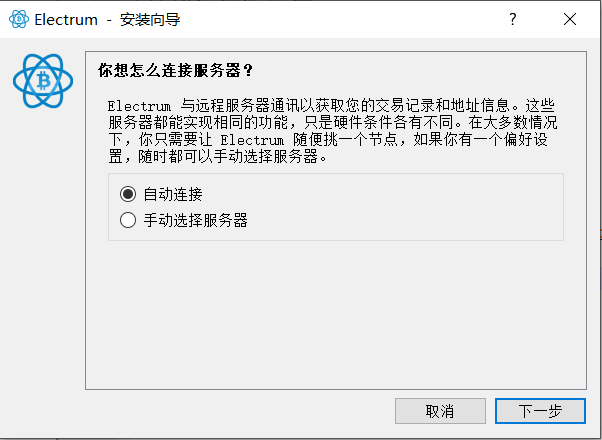 Electrum - 安装向导
你想怎么连接服务器？
Electrum 与远程服务器通讯以获取您的交易记录和地址信息。这些
服务器都能实现相同的功能，只是硬件条件各有不同。在大多数情况
下，你只需要让 Electrum 随便挑一个节点，如果你有一个偏好设
置，随时都可以手动选择服务器。
自动连接
手动选择服务器
取消 下一步